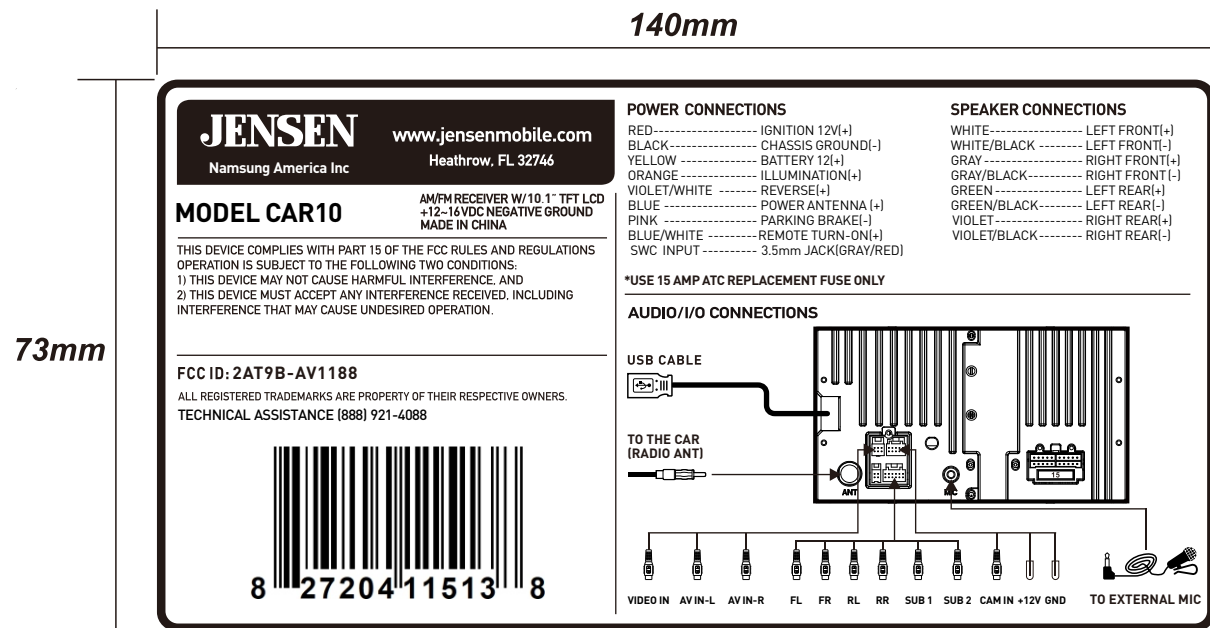 140mm
73mm
JENSEN
Namsung America Inc
www.jensenmobile.com
Heathrow, FL 32746
MODEL CAR10
AM/FM RECEIVER W/10.1" TFT LCD
+12~16VDC NEGATIVE GROUND
MADE IN CHINA
THIS DEVICE COMPLIES WITH PART 15 OF THE FCC RULES AND REGULATIONS
OPERATION IS SUBJECT TO THE FOLLOWING TWO CONDITIONS:
1) THIS DEVICE MAY NOT CAUSE HARMFUL INTERFERENCE, AND
2) THIS DEVICE MUST ACCEPT ANY INTERFERENCE RECEIVED, INCLUDING
INTERFERENCE THAT MAY CAUSE UNDESIRED OPERATION.
FCC ID: 2AT9B-AV1188
ALL REGISTERED TRADEMARKS ARE PROPERTY OF THEIR RESPECTIVE OWNERS.
TECHNICAL ASSISTANCE (888) 921-4088
8 27204 11513 8
POWER CONNECTIONS
RED------------------- IGNITION 12V(+)
BLACK---------------- CHASSIS GROUND(-)
YELLOW -------------- BATTERY 12(+)
ORANGE -------------- ILLUMINATION(+)
VIOLET/WHITE ------- REVERSE(+)
BLUE ----------------- POWER ANTENNA (+)
PINK ----------------- PARKING BRAKE(-)
BLUE/WHITE ---------REMOTE TURN-ON(+)
SWC INPUT ---------- 3.5mm JACK(GRAY/RED)
*USE 15 AMP ATC REPLACEMENT FUSE ONLY
SPEAKER CONNECTIONS
WHITE---------------- LEFT FRONT(+)
WHITE/BLACK ------- LEFT FRONT(-)
GRAY ----------------- RIGHT FRONT(+)
GRAY/BLACK--------- RIGHT FRONT(-)
GREEN --------------- LEFT REAR(+)
GREEN/BLACK------- LEFT REAR(-)
VIOLET--------------- RIGHT REAR(+)
VIOLET/BLACK-------- RIGHT REAR(-)
AUDIO/I/O CONNECTIONS
USB CABLE
TO THE CAR
(RADIO ANT)
ANT
MIC
15
VIDEO IN AV IN-L AV IN-R FL FR RL RR SUB 1 SUB 2 CAM IN +12V GND TO EXTERNAL MIC